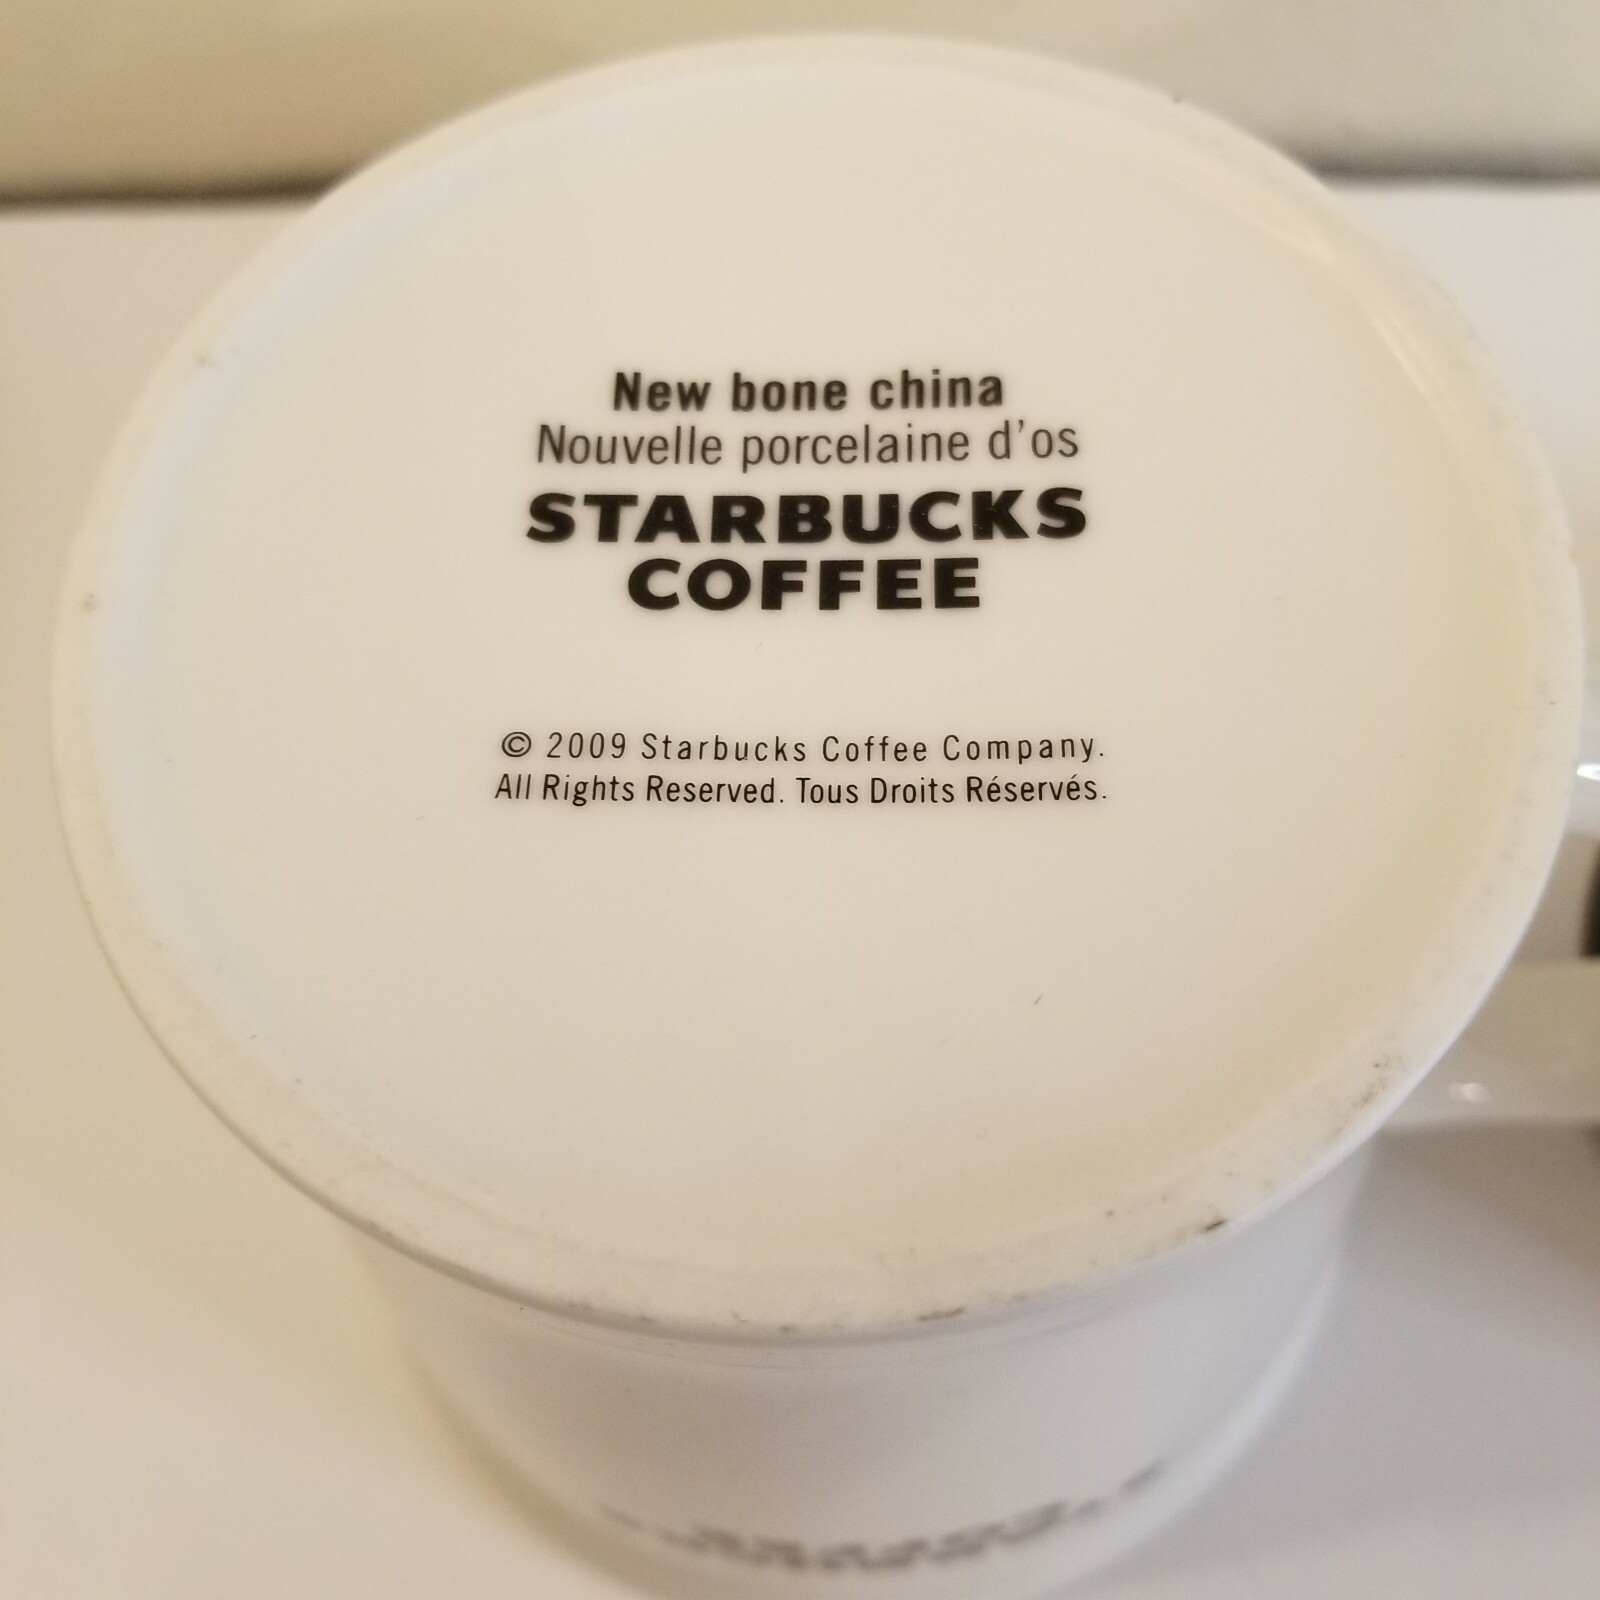 New bone china
Nouvelle porcelaine d'os
STARBUCKS
COFFEE
© 2009 Starbucks Coffee Company.
All Rights Reserved. Tous Droits Réservés.